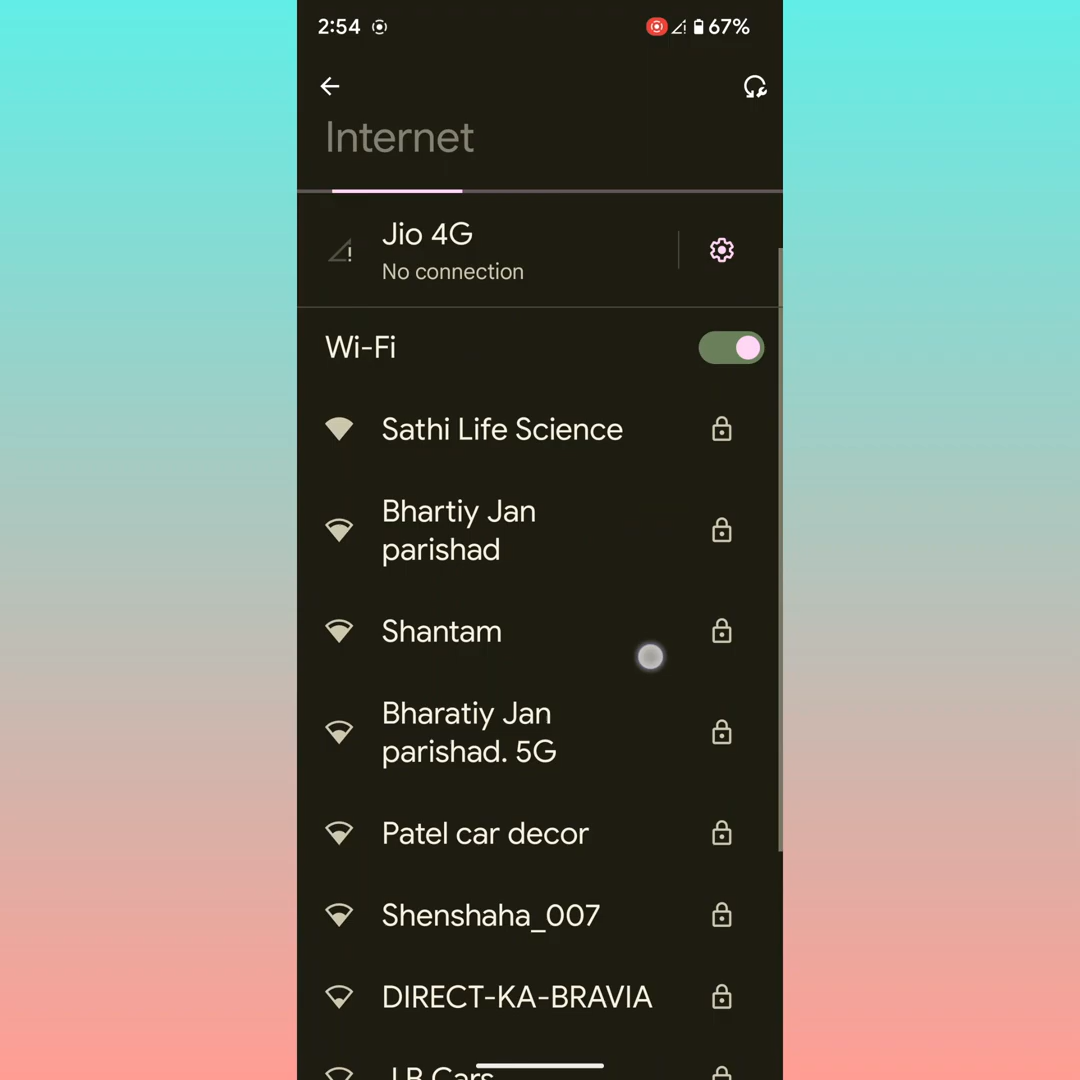 2:54 67%
Internet
Jio 4G
No connection
Wi-Fi
Sathi Life Science
Bhartiy Jan
parishad
Shantam
Bharatiy Jan
parishad. 5G
Patel car decor
Shenshaha_007
DIRECT-KA-BRAVIA
J B Cars